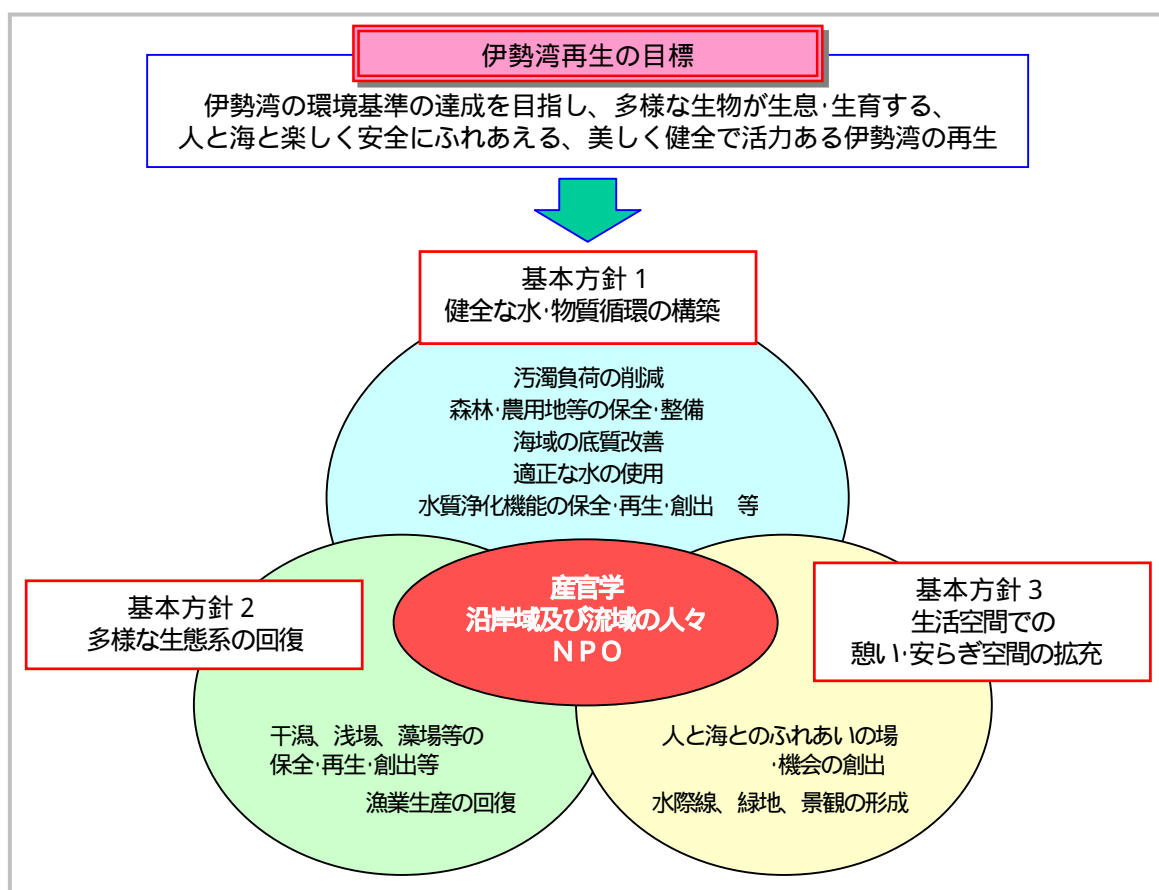 伊勢湾再生の目標
伊勢湾の環境基準の達成を目指し、多様な生物が生息・生育する、
人と海と楽しく安全にふれあえる、美しく健全で活力ある伊勢湾の再生
基本方針1
健全な水・物質循環の構築
汚濁負荷の削減
森林・農用地等の保全・整備
海域の底質改善
適正な水の使用
水質浄化機能の保全・再生・創出　等
産官学
沿岸域及び流域の人々
ＮＰＯ
基本方針2
多様な生態系の回復
干潟、浅場、藻場等の
保全・再生・創出等
漁業生産の回復
基本方針3
生活空間での
憩い・安らぎ空間の拡充
人と海とのふれあいの場
・機会の創出
水際線、緑地、景観の形成